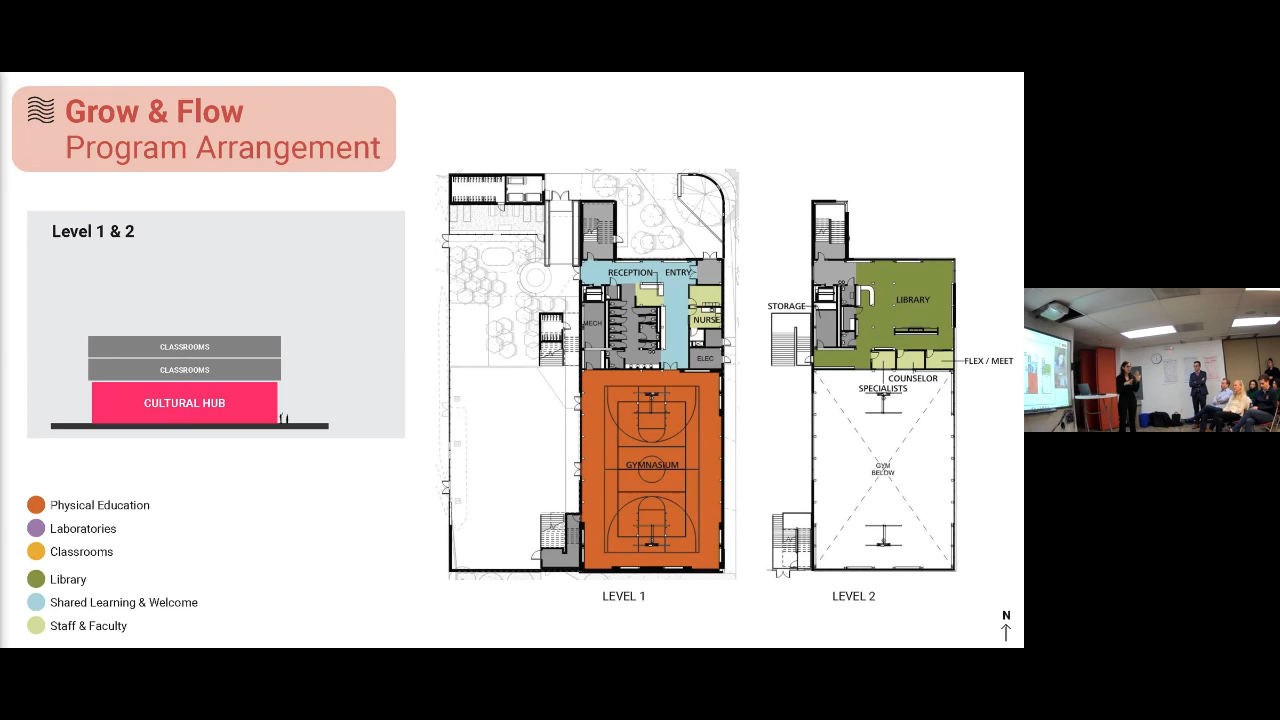 Grow & Flow
Program Arrangement
Level 1 & 2
CLASSROOMS
CLASSROOMS
CULTURAL HUB
Physical Education
Laboratories
Classrooms
Library
Shared Learning & Welcome
Staff & Faculty
RECEPTION
ENTRY
MECH
NURSE
ELEC
GYMNASIUM
LEVEL 1
STORAGE
LIBRARY
FLEX / MEET
COUNSELOR
SPECIALISTS
GYM
BELOW
LEVEL 2
N